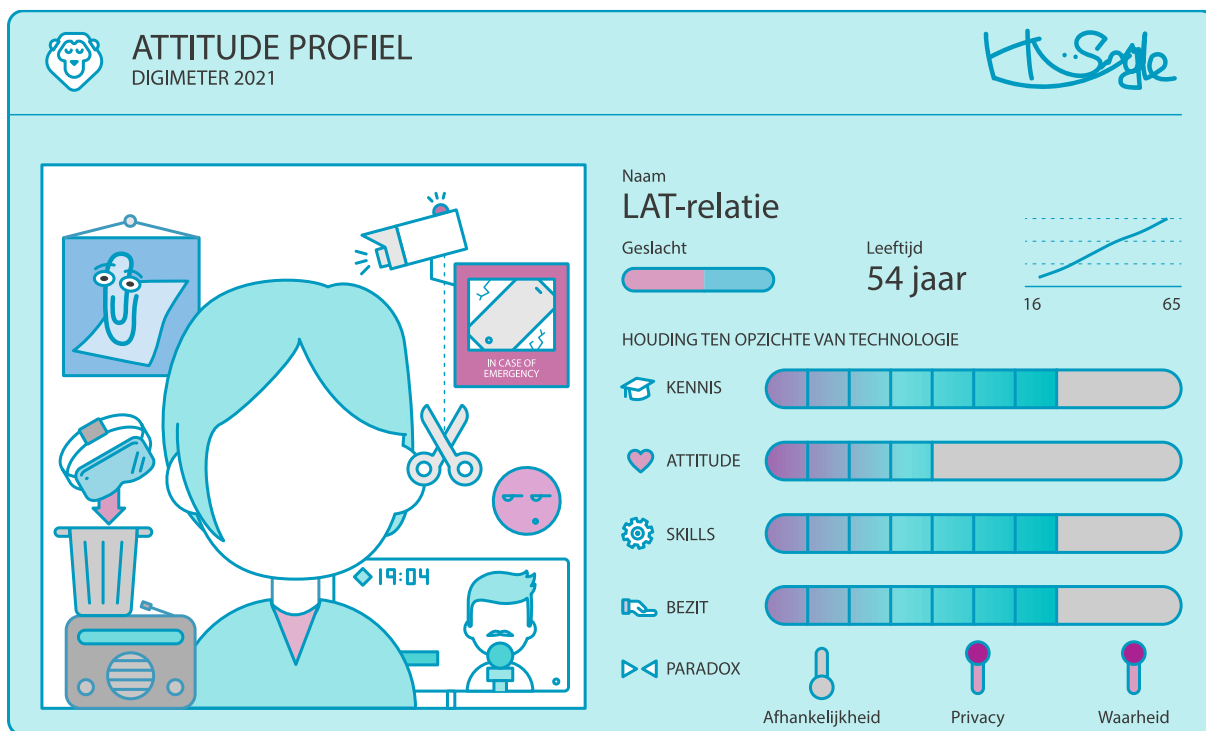 ATTITUDE PROFIEL
DIGIMETER 2021
Naam
LAT-relatie
Geslacht
Leeftijd
54 jaar
16
65
HOUDING TEN OPZICHTE VAN TECHNOLOGIE
KENNIS
ATTITUDE
SKILLS
BEZIT
PARADOX
Afhankelijkheid
Privacy
Waarheid
IN CASE OF
EMERGENCY
19:04